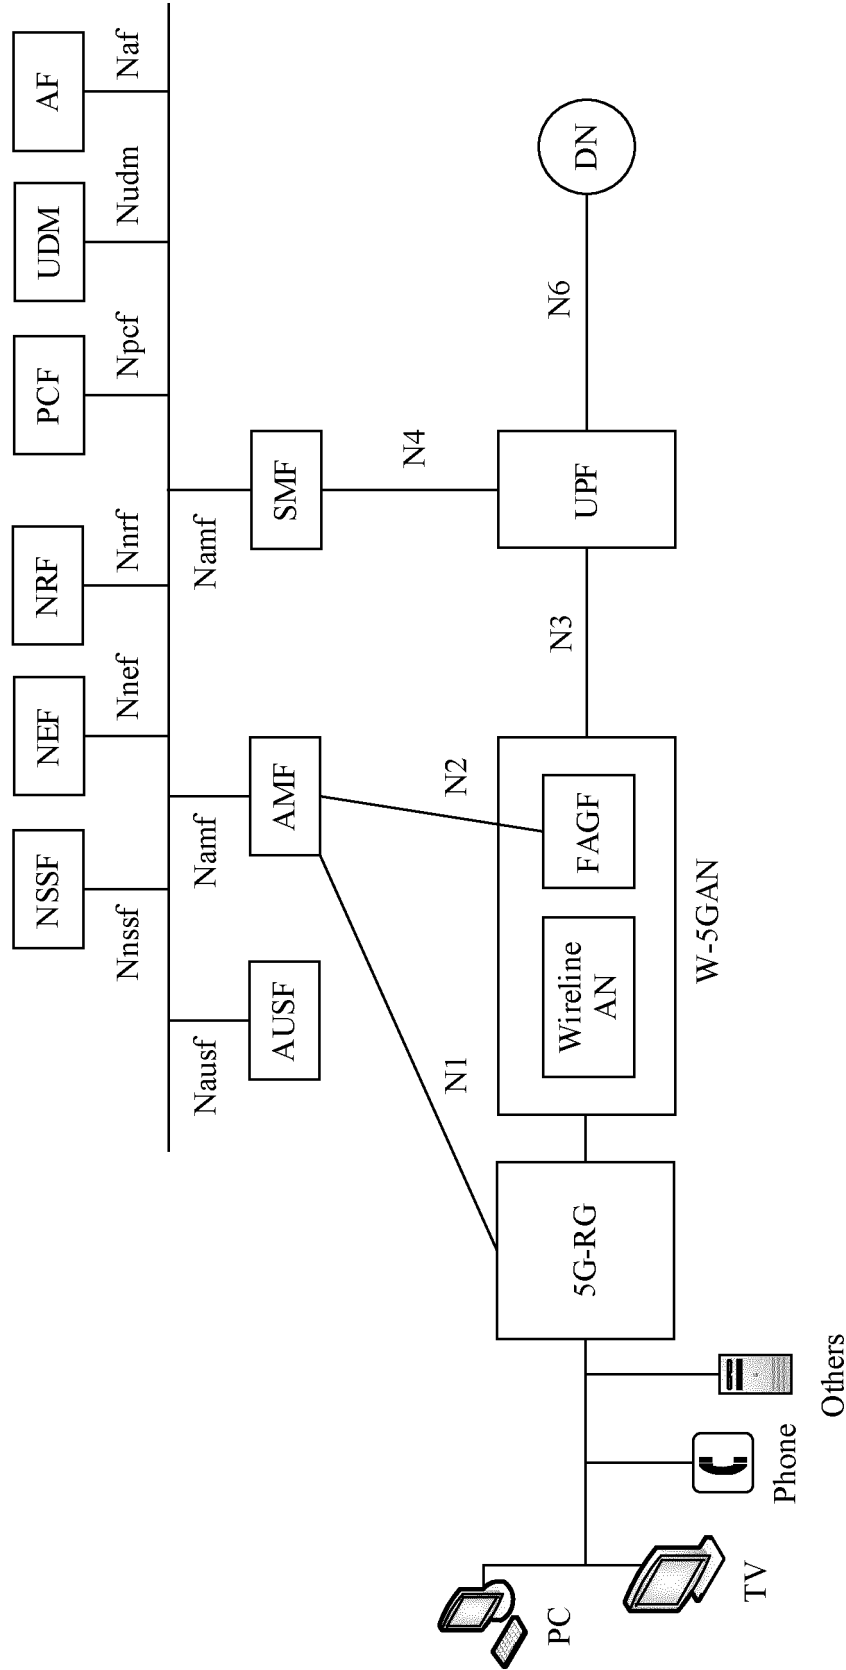 NSSF
NEF
NRF
PCF
UDM
AF
Nnssf
Nnef
Nnrf
Npcf
Nudm
Naf
Nausf
Namf
Namf
AUSF
AMF
SMF
N1
N2
N4
5G-RG
Wireline
AN
FAGF
N3
UPF
N6
DN
W-5GAN
PC
TV
Phone
Others